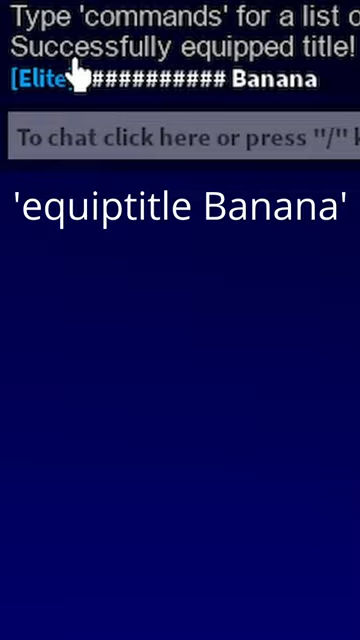 Type 'commands' for a list
Successfully equipped title!
[Elite ########### Banana
To chat click here or press "/"
'equiptitle Banana'